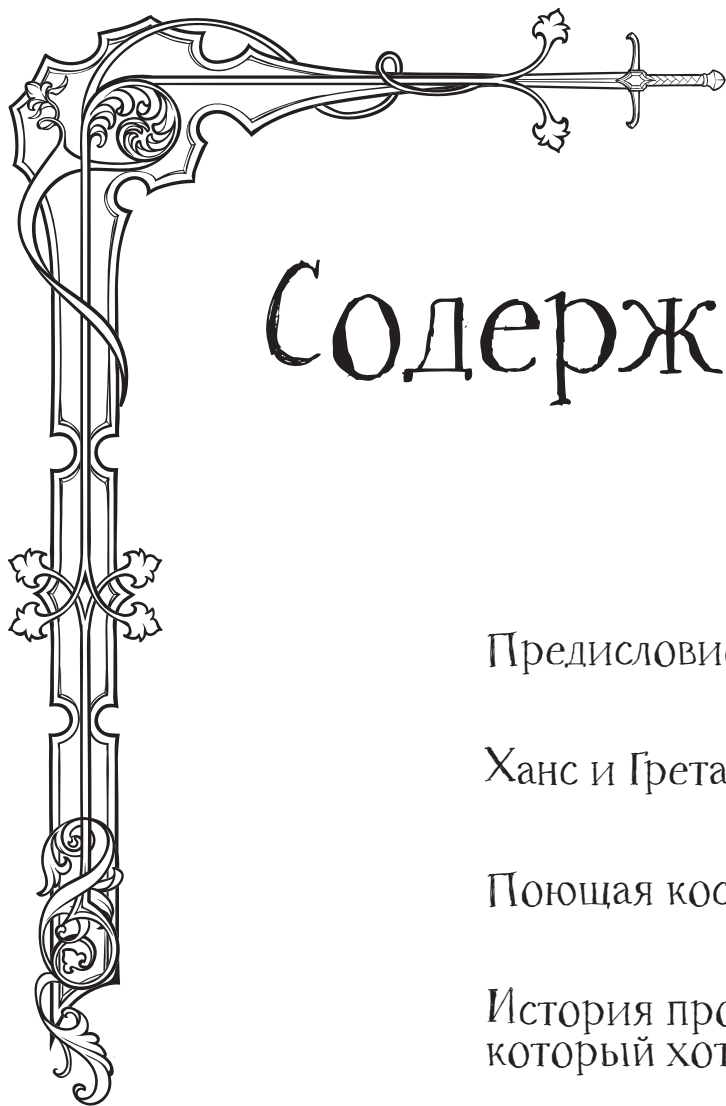 Содерж
Предислови
Ханс и Грета
Поющая кос
История про
который хот